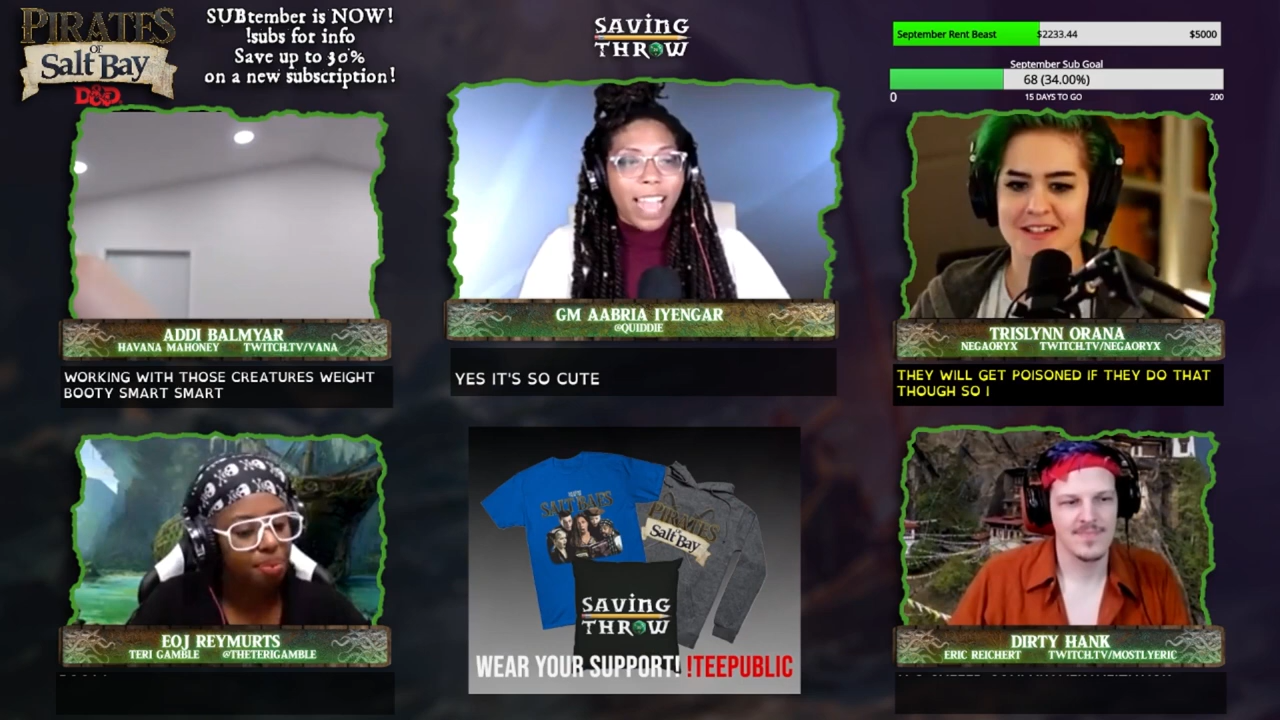 PIRATES
OF
Salt Bay
D&D
SUBtember is NOW!
!subs for info
Save up to 30%
on a new subscription!
SAVING
THROW
September Rent Beast $2233.44 $5000
September Sub Goal
68 (34.00%)
0 15 DAYS TO GO 200
ADDI BALMYAR
HAVANA MAHONEY TWITCH.TV/VANA
WORKING WITH THOSE CREATURES WEIGHT
BOOTY SMART SMART
GM AABRIA IYENGAR
@QUIDDIE
YES IT'S SO CUTE
TRISLYNN ORANA
NEGAORYX TWITCH.TV/NEGAORYX
THEY WILL GET POISONED IF THEY DO THAT
THOUGH SO I
EOJ REYMURTS
TERI GAMBLE @THETERIGAMBLE
SALT BABS
PIRATES
OF
Salt Bay
SAVING
THROW
WEAR YOUR SUPPORT! !TEEPUBLIC
DIRTY HANK
ERIC REICHERT TWITCH.TV/MOSTLYERIC